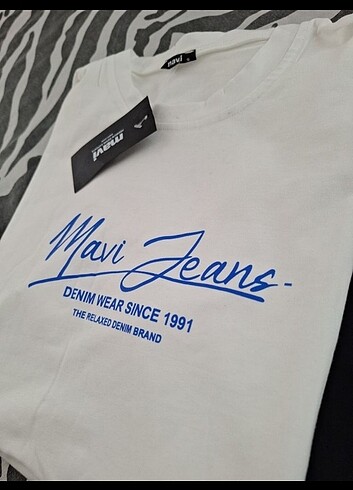 mavi
mavi
Mavi Jeans
DENIM WEAR SINCE 1991
THE RELAXED DENIM BRAND